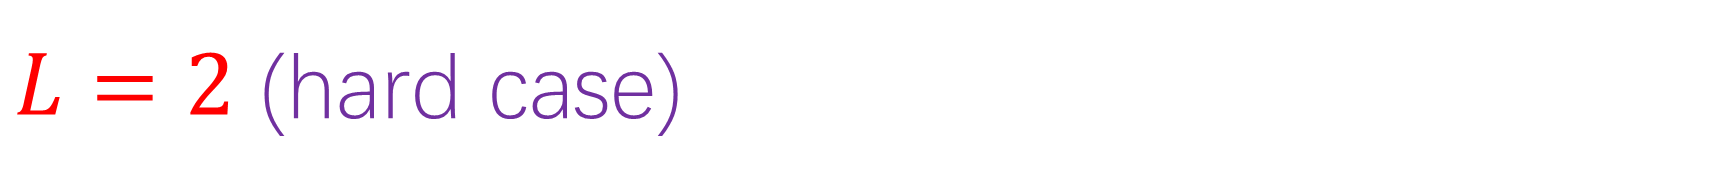 L = 2 (hard case)